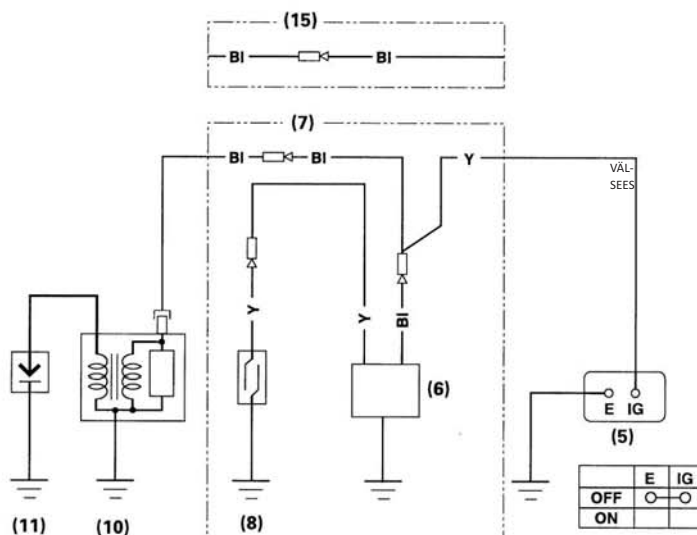 (15)
Bl Bl
(7)
Bl Bl Y
VÄL-
SEES
Y Y Bl
(6)
E IG
(5)
E IG
OFF
ON
(11) (10) (8)